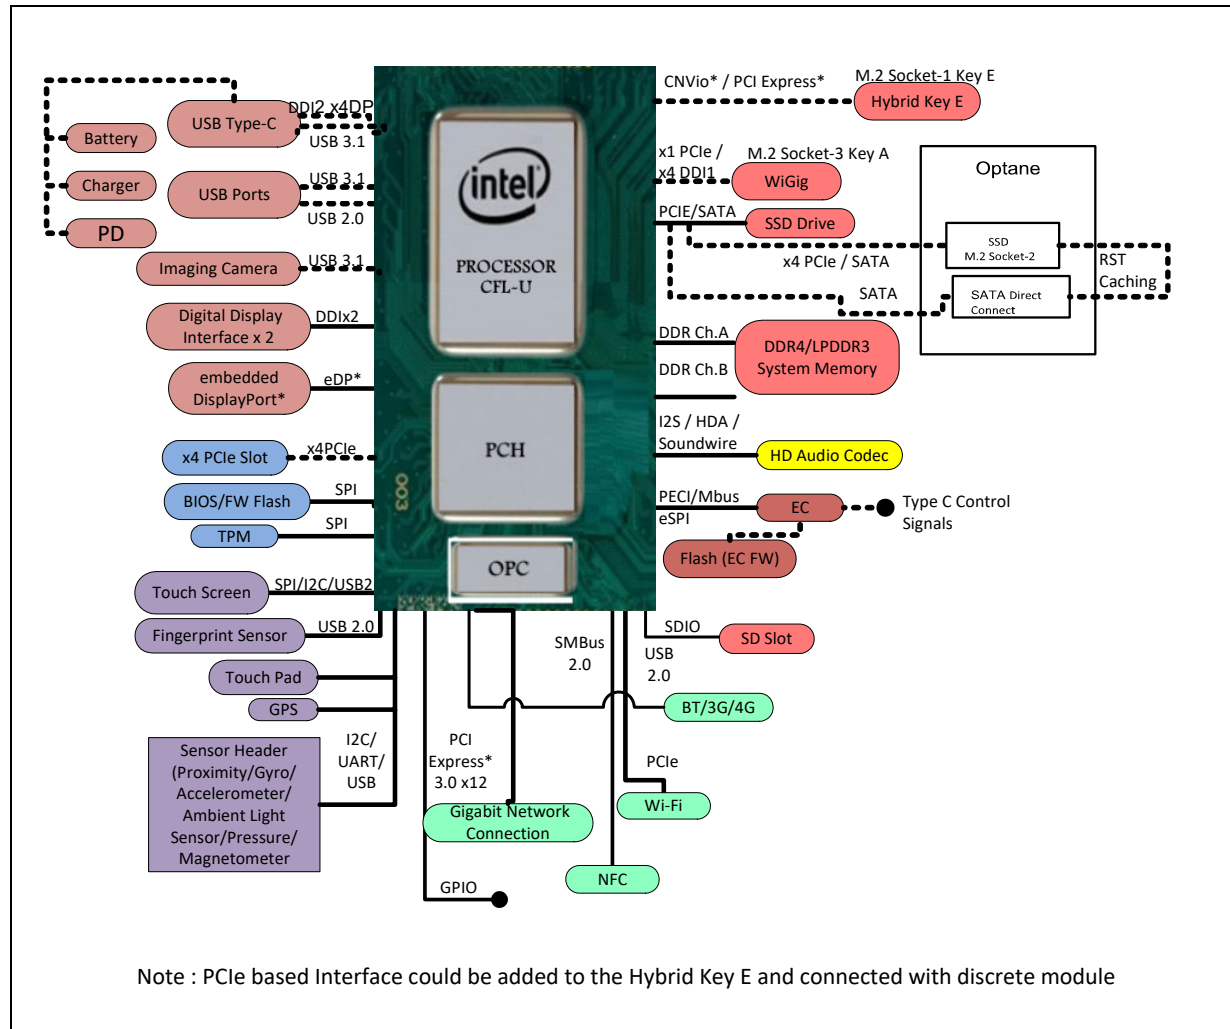 CNVio* / PCI Express*
M.2 Socket-1 Key E
Hybrid Key E
DDI2 x4DP
USB Type-C
USB 3.1
Battery
Charger
PD
USB 3.1
USB Ports
USB 2.0
USB 3.1
Imaging Camera
Digital Display
Interface x 2
DDIx2
embedded
DisplayPort*
eDP*
x4 PCIe Slot
x4PCIe
BIOS/FW Flash
SPI
TPM
SPI
Touch Screen
SPI/I2C/USB2
Fingerprint Sensor
USB 2.0
Touch Pad
GPS
Sensor Header
(Proximity/Gyro/
Accelerometer/
Ambient Light
Sensor/Pressure/
Magnetometer
I2C/
UART/
USB
intel
PROCESSOR
CFL-U
PCH
003
OPC
x1 PCIe /
x4 DDI1
M.2 Socket-3 Key A
WiGig
PCIE/SATA
SSD Drive
x4 PCIe / SATA
SATA
Optane
SSD
M.2 Socket-2
SATA Direct
Connect
RST
Caching
DDR Ch.A
DDR Ch.B
DDR4/LPDDR3
System Memory
I2S / HDA /
Soundwire
HD Audio Codec
PECI/Mbus
eSPI
EC
Type C Control
Signals
Flash (EC FW)
SDIO
SD Slot
SMBus
2.0
USB
2.0
BT/3G/4G
PCI
Express*
3.0 x12
PCIe
Wi-Fi
Gigabit Network
Connection
NFC
GPIO
Note : PCIe based Interface could be added to the Hybrid Key E and connected with discrete module